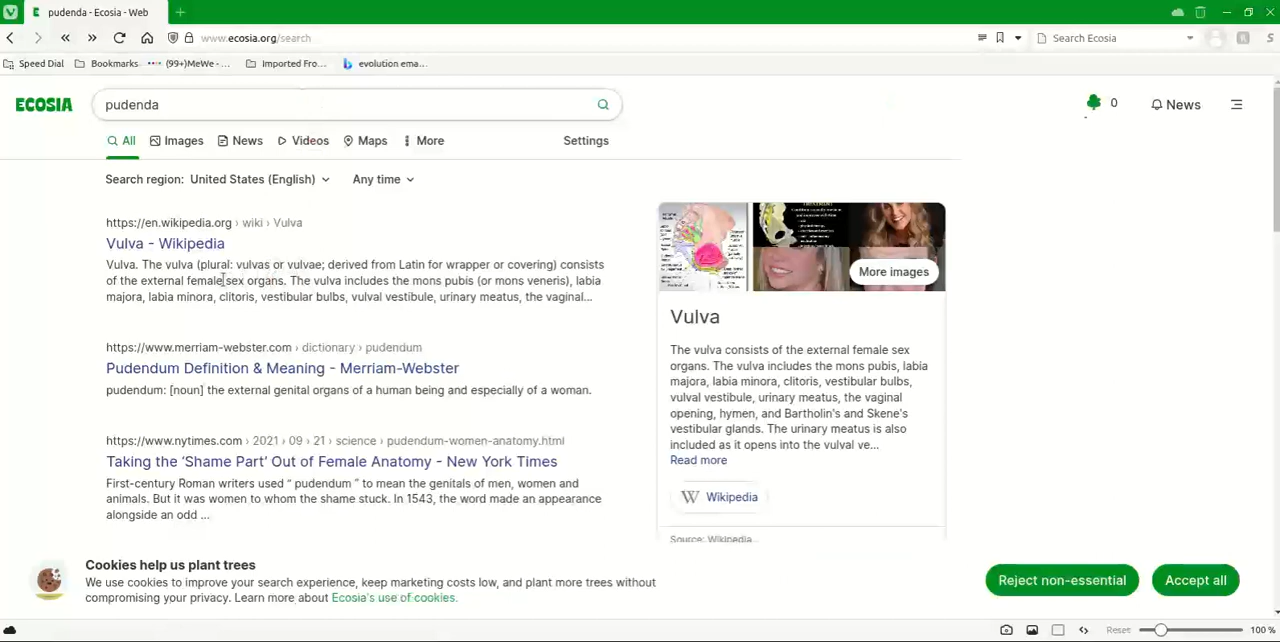 pudenda - Ecosia - Web
www.ecosia.org/search
Search Ecosia
Speed Dial
Bookmarks
(99+)MeWe - ...
Imported Fro...
evolution ema...
ECOSIA
pudenda
0
News
All
Images
News
Videos
Maps
More
Settings
Search region: United States (English)
Any time
https://en.wikipedia.org › wiki › Vulva
Vulva - Wikipedia
Vulva. The vulva (plural: vulvas or vulvae; derived from Latin for wrapper or covering) consists
of the external female sex organs. The vulva includes the mons pubis (or mons veneris), labia
majora, labia minora, clitoris, vestibular bulbs, vulval vestibule, urinary meatus, the vaginal...
https://www.merriam-webster.com › dictionary › pudendum
Pudendum Definition & Meaning - Merriam-Webster
pudendum: [noun] the external genital organs of a human being and especially of a woman.
https://www.nytimes.com › 2021 › 09 › 21 › science › pudendum-women-anatomy.html
Taking the ‘Shame Part’ Out of Female Anatomy - New York Times
First-century Roman writers used “ pudendum ” to mean the genitals of men, women and
animals. But it was women to whom the shame stuck. In 1543, the word made an appearance
alongside an odd ...
More images
Vulva
The vulva consists of the external female sex
organs. The vulva includes the mons pubis, labia
majora, labia minora, clitoris, vestibular bulbs,
vulval vestibule, urinary meatus, the vaginal
opening, hymen, and Bartholin's and Skene's
vestibular glands. The urinary meatus is also
included as it opens into the vulval ve...
Read more
Wikipedia
Source: Wikipedia
Cookies help us plant trees
We use cookies to improve your search experience, keep marketing costs low, and plant more trees without
compromising your privacy. Learn more about Ecosia's use of cookies.
Reject non-essential
Accept all
Reset
100 %